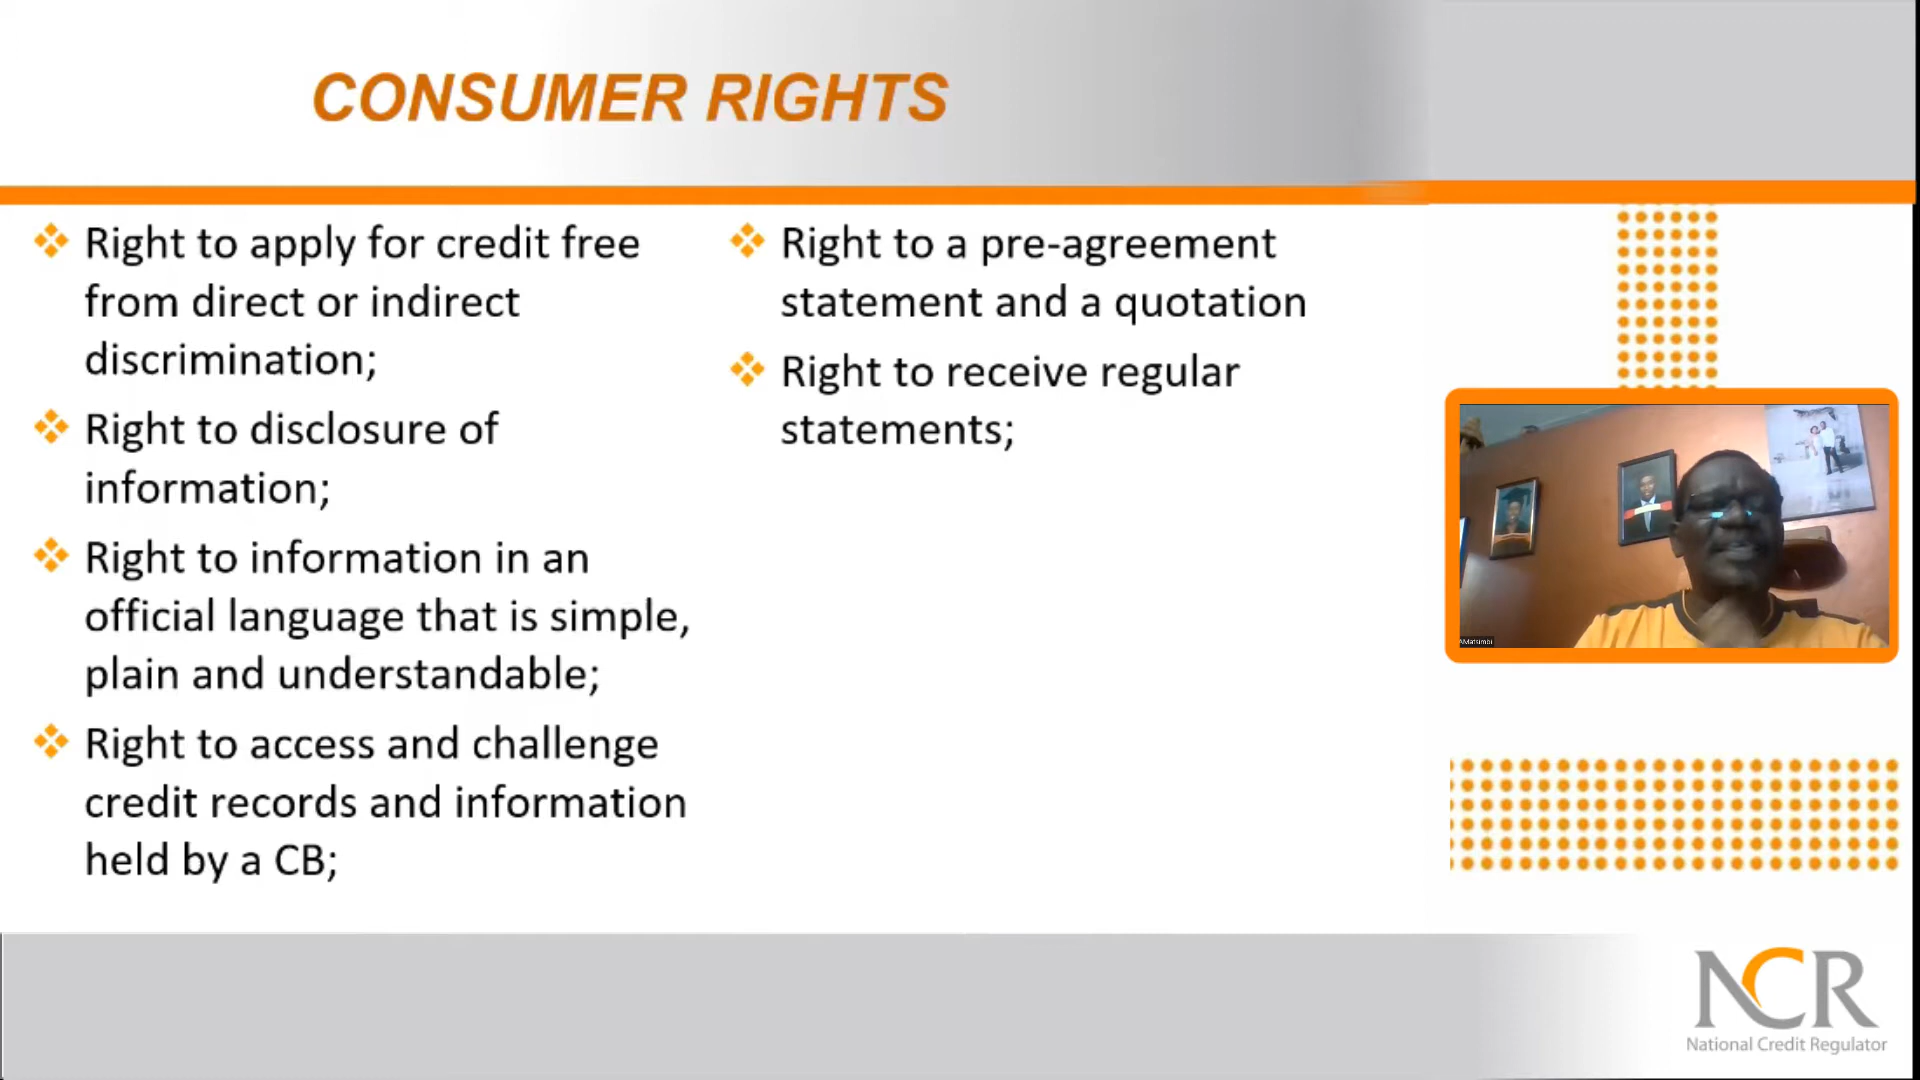 CONSUMER RIGHTS
Right to apply for credit free
from direct or indirect
discrimination;
Right to disclosure of
information;
Right to information in an
official language that is simple,
plain and understandable;
Right to access and challenge
credit records and information
held by a CB;
Right to a pre-agreement
statement and a quotation
Right to receive regular
statements;
AMatsimbi
NCR
National Credit Regulator